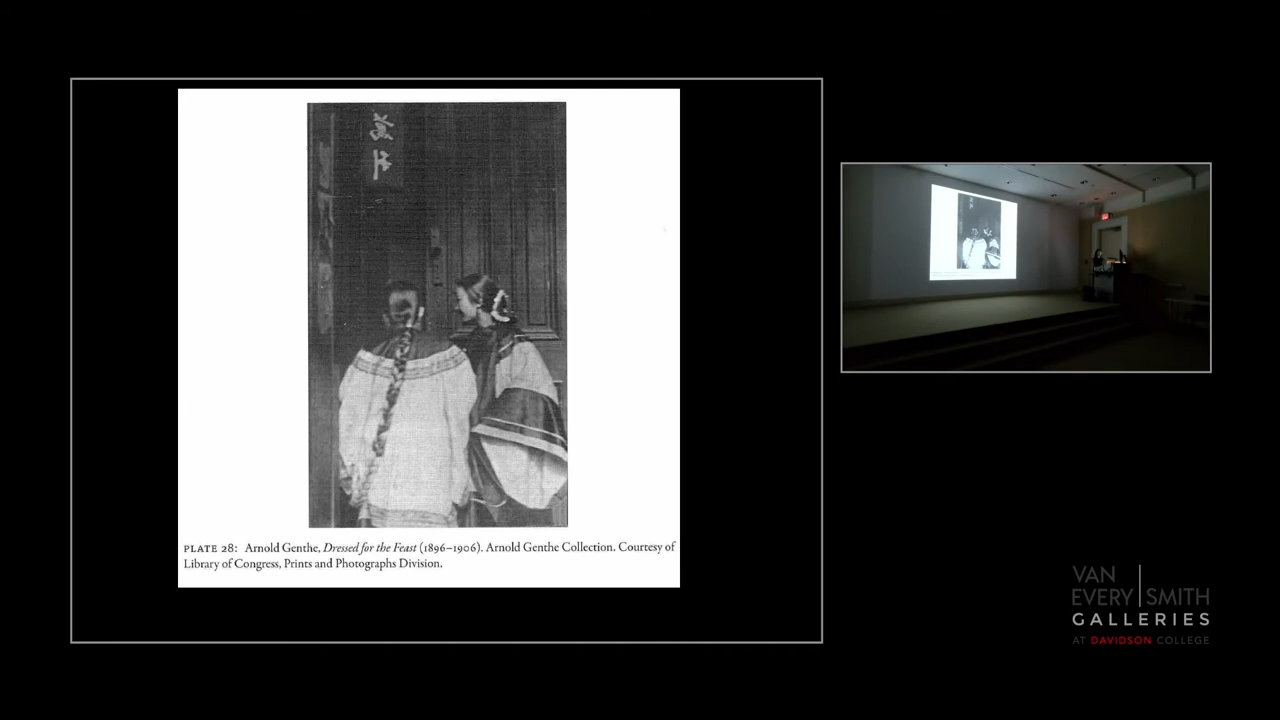 萬
PLATE 28: Arnold Genthe, Dressed for the Feast (1896–1906). Arnold Genthe Collection. Courtesy of
Library of Congress, Prints and Photographs Division.
VAN
EVERY SMITH
GALLERIES
AT DAVIDSON COLLEGE